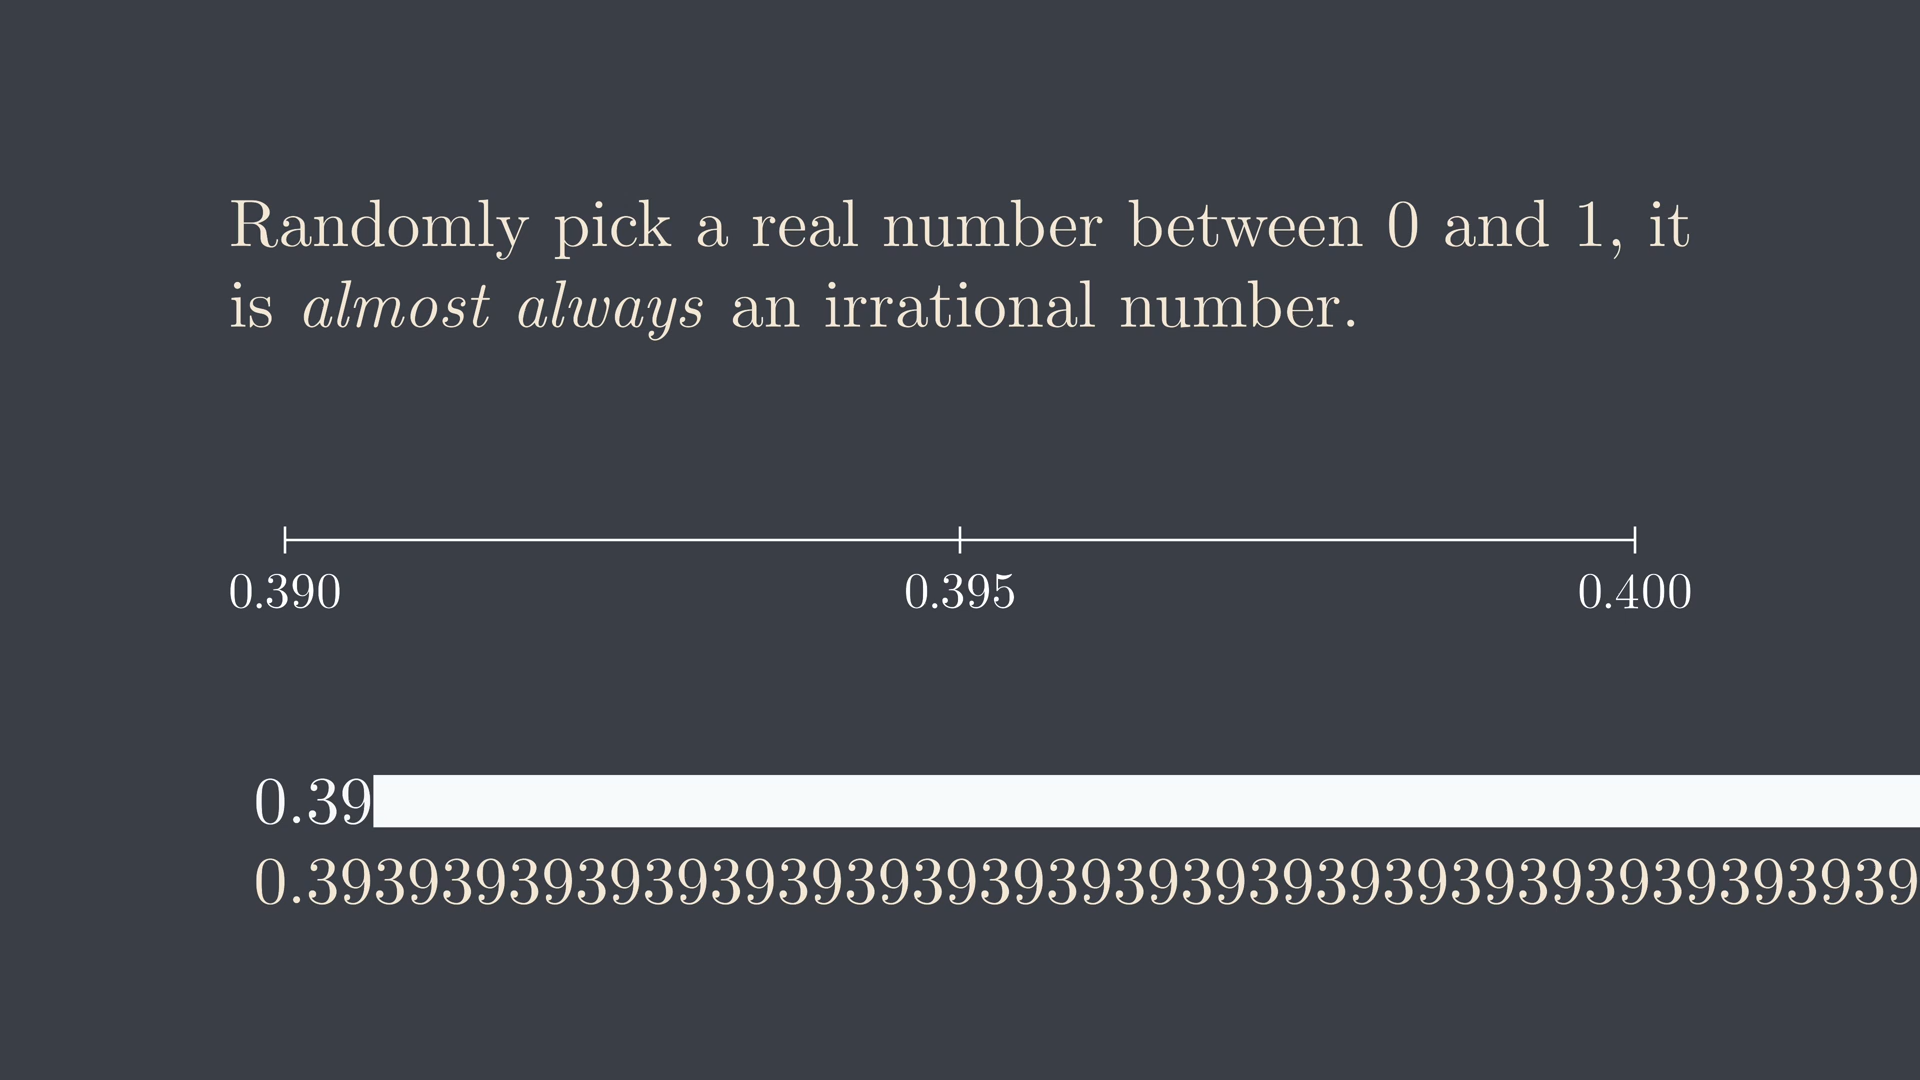 Randomly pick a real number between 0 and 1, it
is almost always an irrational number.
0.390 0.395 0.400
0.39
0.393939393939393939393939393939393939393939393939